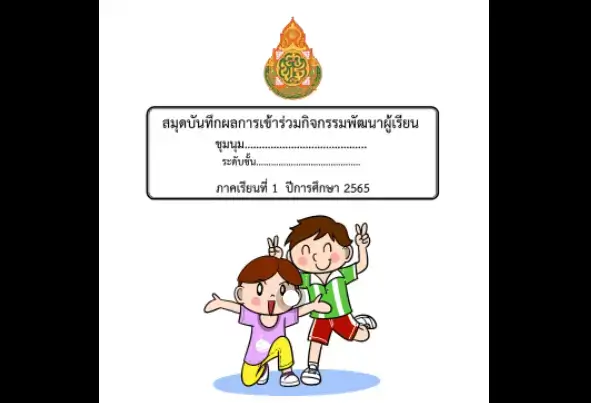 สมุดบันทึกผลการเข้าร่วมกิจกรรมพัฒนาผู้เรียน
ชุมนุม..........................................
ระดับชั้น.......................................
ภาคเรียนที่ 1 ปีการศึกษา 2565